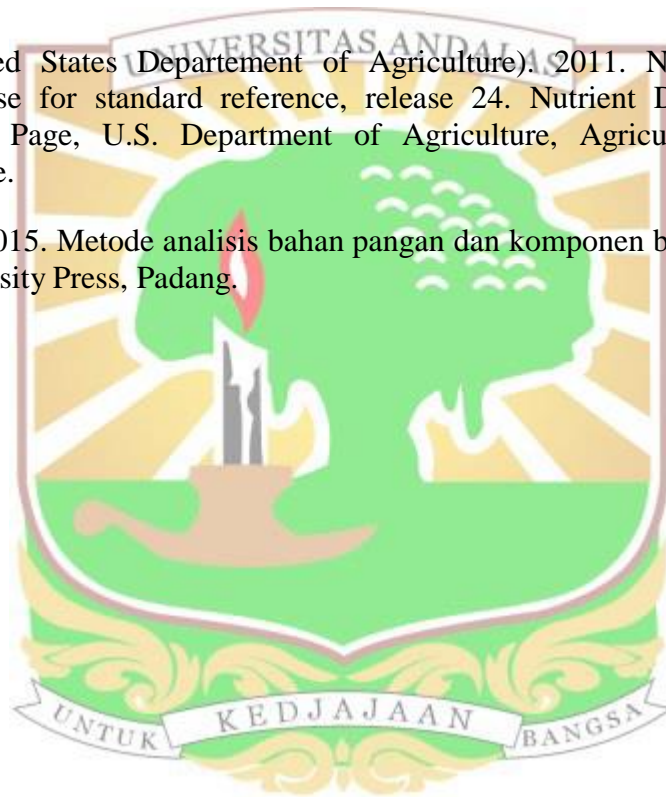 UNIVERSITAS ANDALAS
ed States Departement of Agriculture). 2011. N
se for standard reference, release 24. Nutrient D
Page, U.S. Department of Agriculture, Agricu
e.
015. Metode analisis bahan pangan dan komponen b
sity Press, Padang.
UNTUK KEDJAJAAN BANGSA